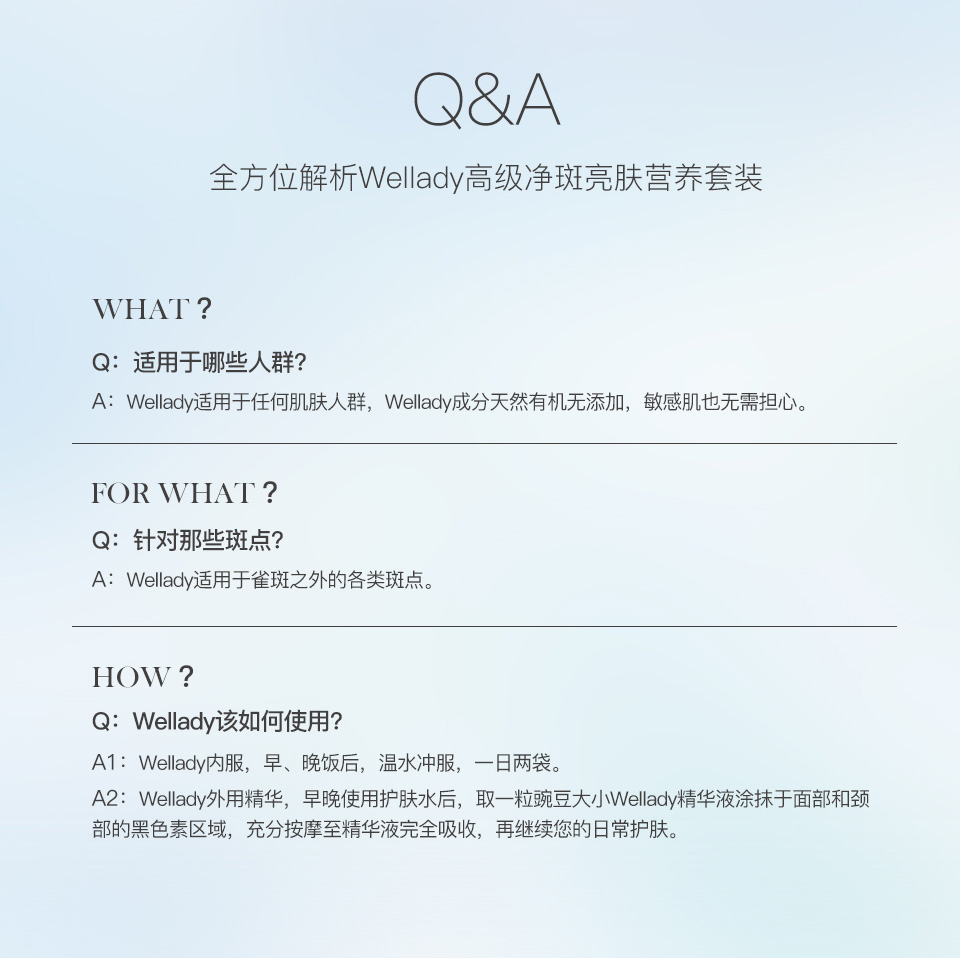 Q&A
全方位解析Wellady高级净斑亮肤营养套装
WHAT？
Q：适用于哪些人群?
A：Wellady适用于任何肌肤人群，Wellady成分天然有机无添加，敏感肌也无需担心。
FOR WHAT？
Q：针对那些斑点?
A：Wellady适用于雀斑之外的各类斑点。
HOW？
Q：Wellady该如何使用?
A1：Wellady内服，早、晚饭后，温水冲服，一日两袋。
A2：Wellady外用精华，早晚使用护肤水后，取一粒豌豆大小Wellady精华液涂抹于面部和颈
部的黑色素区域，充分按摩至精华液完全吸收，再继续您的日常护肤。